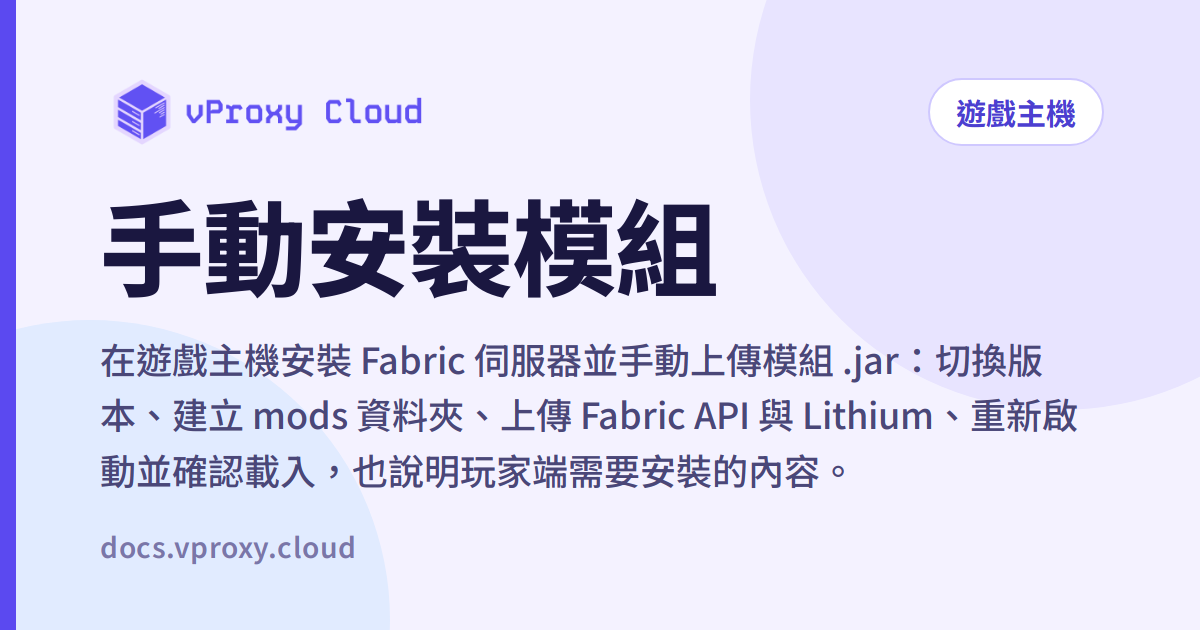 vProxy Cloud
遊戲主機
手動安裝模組
在遊戲主機安裝 Fabric 伺服器並手動上傳模組 .jar：切換版
本、建立 mods 資料夾、上傳 Fabric API 與 Lithium、重新啟
動並確認載入，也說明玩家端需要安裝的內容。
docs.vproxy.cloud